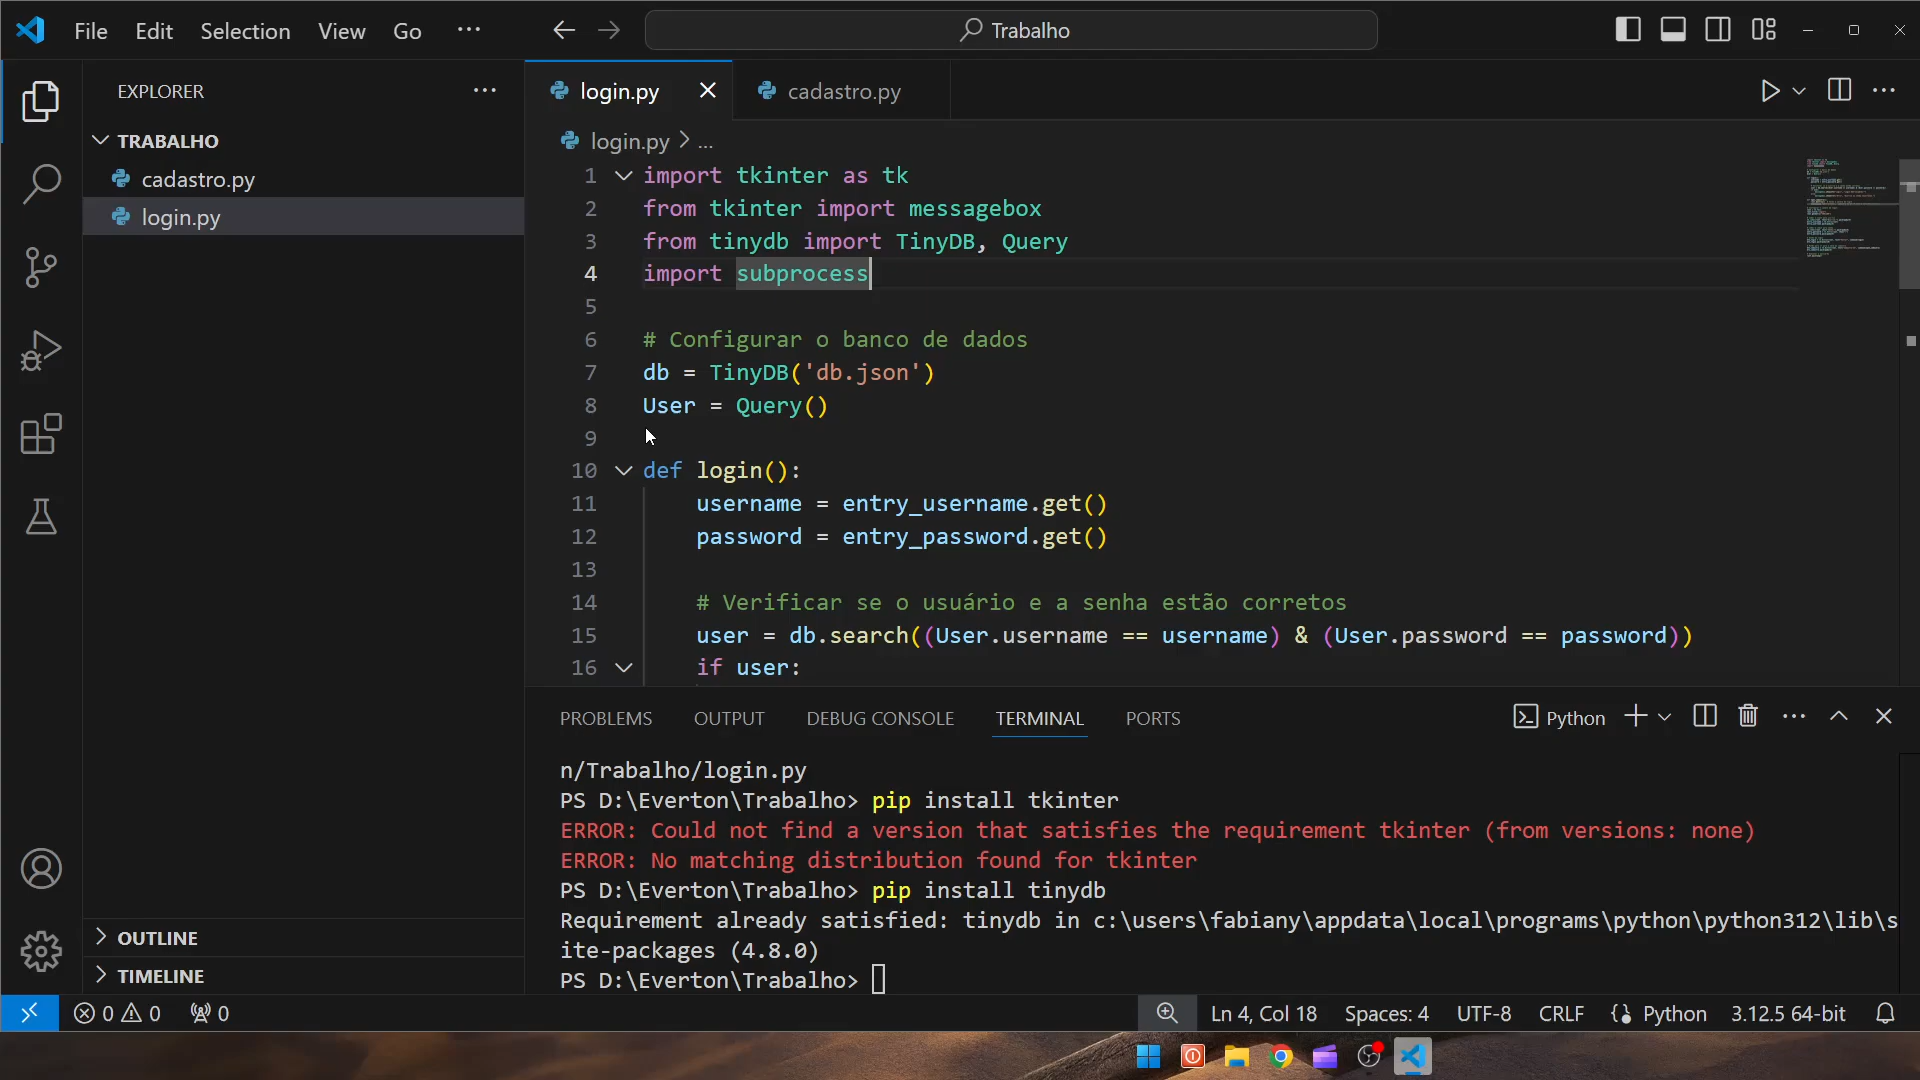 File Edit Selection View Go ···
Trabalho
EXPLORER ···
TRABALHO
cadastro.py
login.py
OUTLINE
TIMELINE
login.py
cadastro.py
login.py > ...
1 import tkinter as tk
2 from tkinter import messagebox
3 from tinydb import TinyDB, Query
4 import subprocess
5
6 # Configurar o banco de dados
7 db = TinyDB('db.json')
8 User = Query()
9
10 def login():
11 username = entry_username.get()
12 password = entry_password.get()
13
14 # Verificar se o usuário e a senha estão corretos
15 user = db.search((User.username == username) & (User.password == password))
16 if user:
PROBLEMS OUTPUT DEBUG CONSOLE TERMINAL PORTS
Python
n/Trabalho/login.py
PS D:\Everton\Trabalho> pip install tkinter
ERROR: Could not find a version that satisfies the requirement tkinter (from versions: none)
ERROR: No matching distribution found for tkinter
PS D:\Everton\Trabalho> pip install tinydb
Requirement already satisfied: tinydb in c:\users\fabiany\appdata\local\programs\python\python312\lib\s
ite-packages (4.8.0)
PS D:\Everton\Trabalho>
0 0 0
Ln 4, Col 18 Spaces: 4 UTF-8 CRLF Python 3.12.5 64-bit